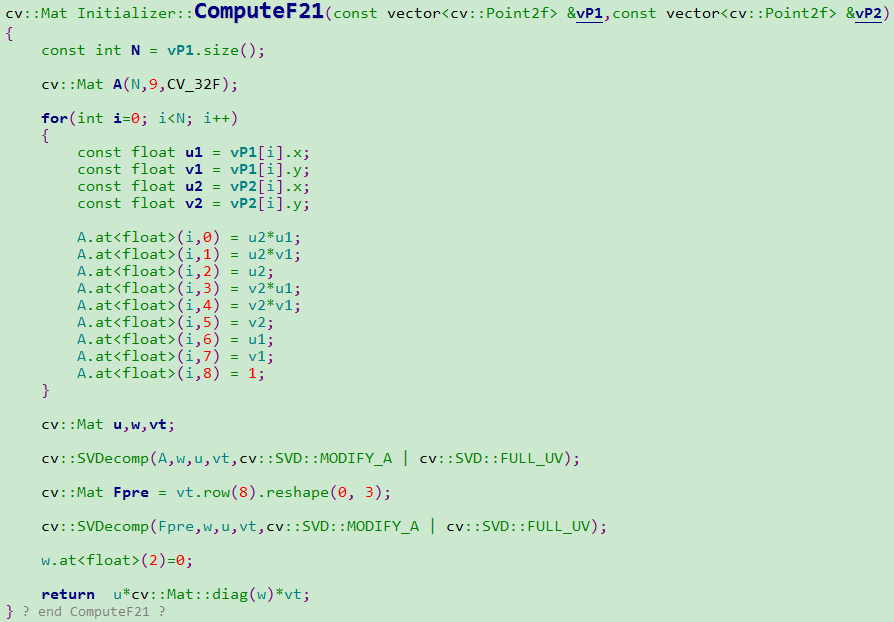 cv::Mat Initializer::ComputeF21(const vector<cv::Point2f> &vP1,const vector<cv::Point2f> &vP2)
{
    const int N = vP1.size();

    cv::Mat A(N,9,CV_32F);

    for(int i=0; i<N; i++)
    {
        const float u1 = vP1[i].x;
        const float v1 = vP1[i].y;
        const float u2 = vP2[i].x;
        const float v2 = vP2[i].y;

        A.at<float>(i,0) = u2*u1;
        A.at<float>(i,1) = u2*v1;
        A.at<float>(i,2) = u2;
        A.at<float>(i,3) = v2*u1;
        A.at<float>(i,4) = v2*v1;
        A.at<float>(i,5) = v2;
        A.at<float>(i,6) = u1;
        A.at<float>(i,7) = v1;
        A.at<float>(i,8) = 1;
    }

    cv::Mat u,w,vt;

    cv::SVDecomp(A,w,u,vt,cv::SVD::MODIFY_A | cv::SVD::FULL_UV);

    cv::Mat Fpre = vt.row(8).reshape(0, 3);

    cv::SVDecomp(Fpre,w,u,vt,cv::SVD::MODIFY_A | cv::SVD::FULL_UV);

    w.at<float>(2)=0;

    return  u*cv::Mat::diag(w)*vt;
} ? end ComputeF21 ?